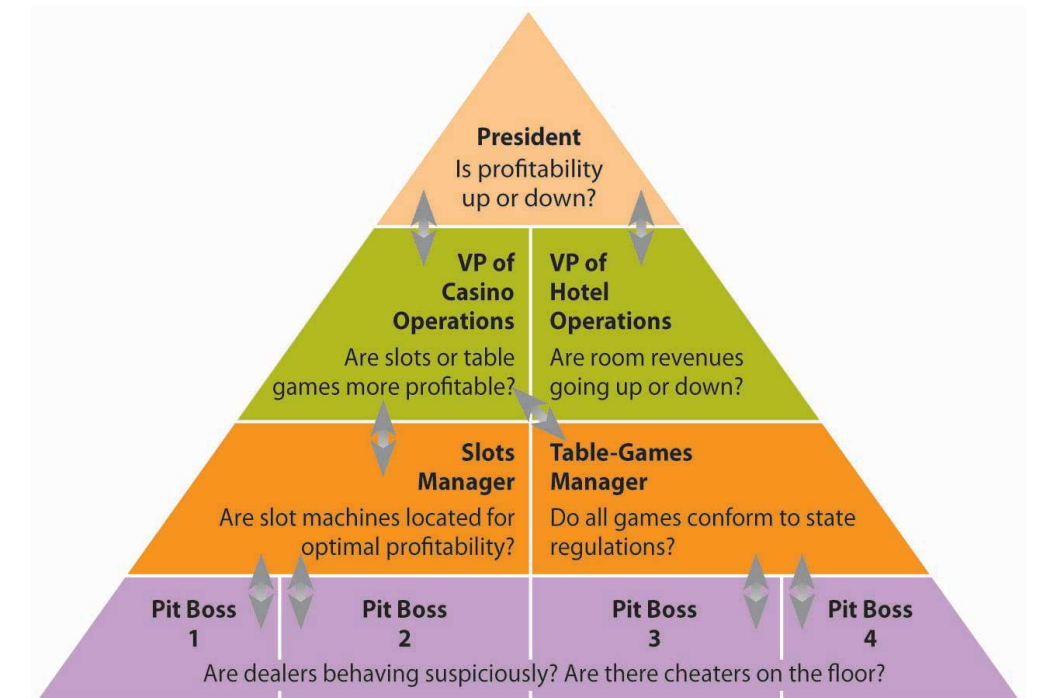 President
Is profitability
up or down?
VP of
Casino
Operations
Are slots or table
games more profitable?
VP of
Hotel
Operations
Are room revenues
going up or down?
Slots
Manager
Are slot machines located for
optimal profitability?
Table-Games
Manager
Do all games conform to state
regulations?
Pit Boss
1
Pit Boss
2
Pit Boss
3
Pit Boss
4
Are dealers behaving suspiciously? Are there cheaters on the floor?